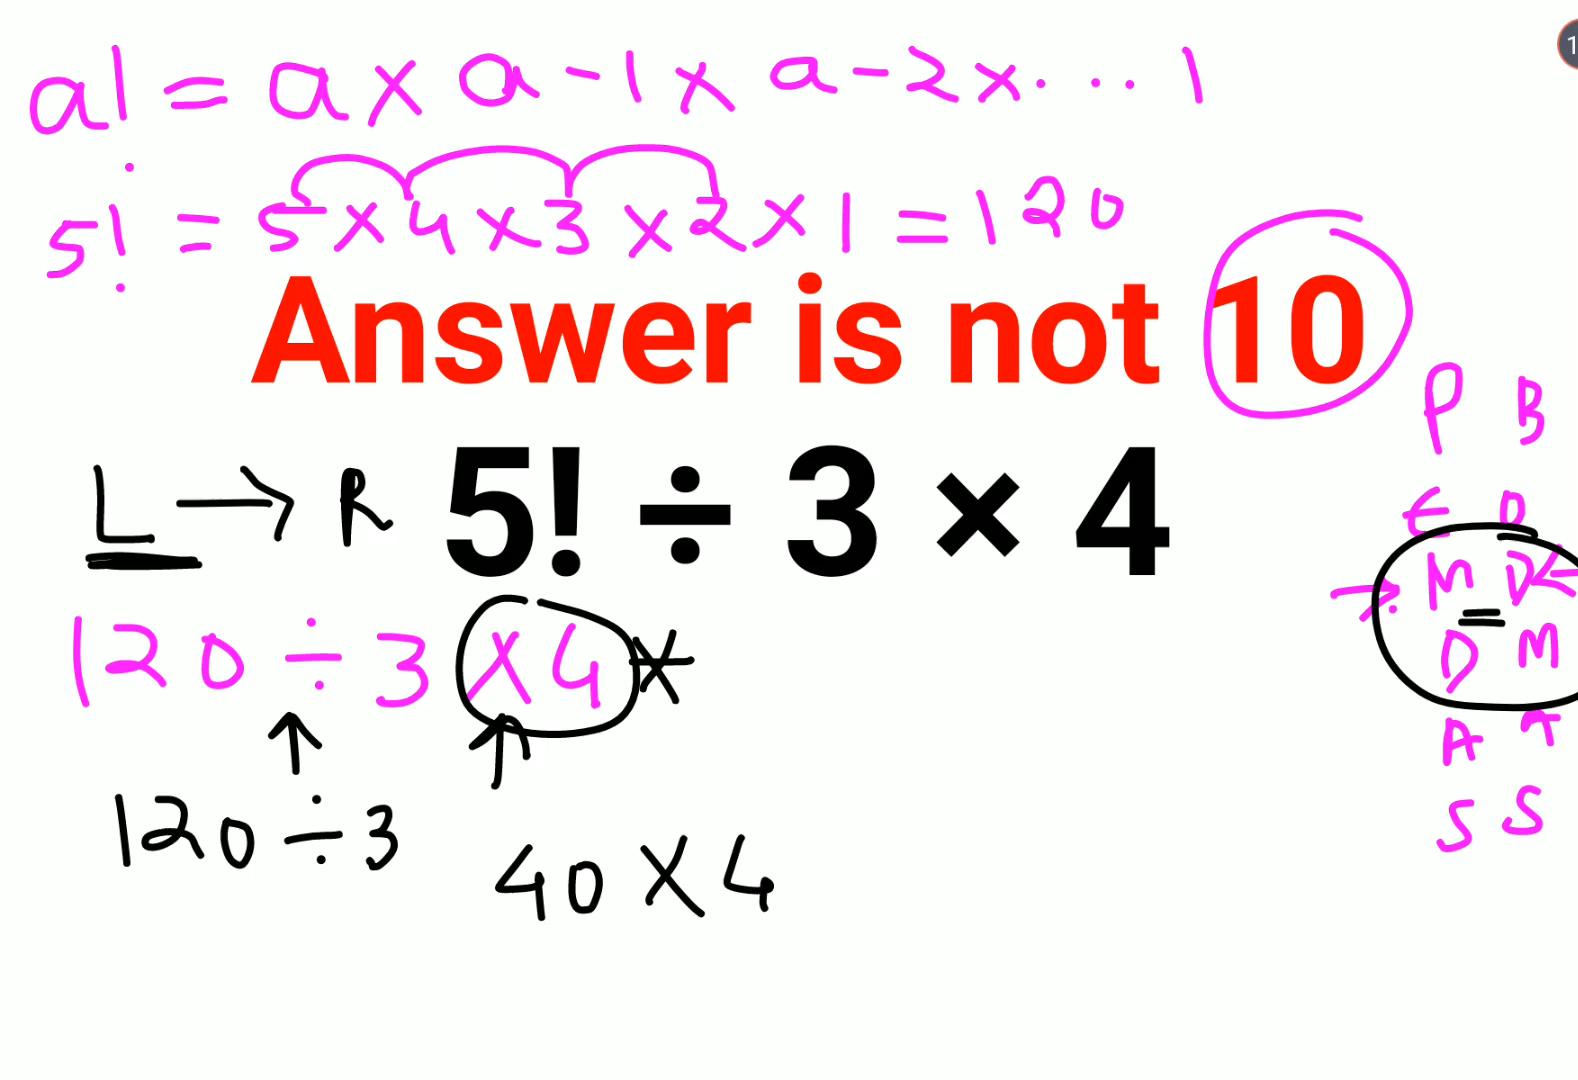 a! = a × a - 1 × a - 2 × . . . 1
5! = 5 × 4 × 3 × 2 × 1 = 120
Answer is not 10
L → R 5! ÷ 3 × 4
120 ÷ 3 × 4
120 ÷ 3
40 × 4
P B
E O
M D
D M
A A
S S
1